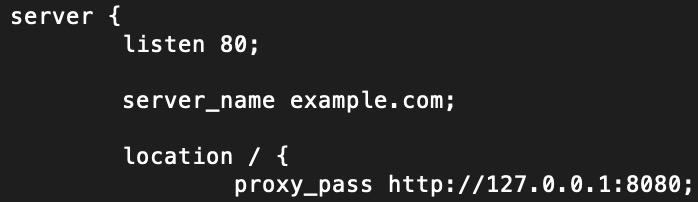 server {
listen 80;
server_name example.com;
location / {
proxy_pass http://127.0.0.1:8080;